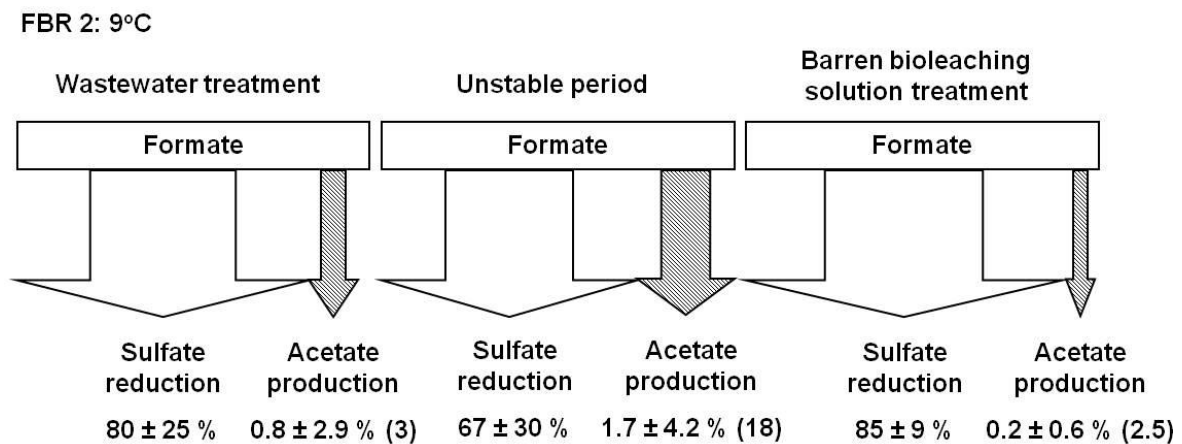 FBR 2: 9ºC
Wastewater treatment
Unstable period
Barren bioleaching
solution treatment
Formate
Formate
Formate
Sulfate
reduction
80 ± 25 %
Acetate
production
0.8 ± 2.9 % (3)
Sulfate
reduction
67 ± 30 %
Acetate
production
1.7 ± 4.2 % (18)
Sulfate
reduction
85 ± 9 %
Acetate
production
0.2 ± 0.6 % (2.5)